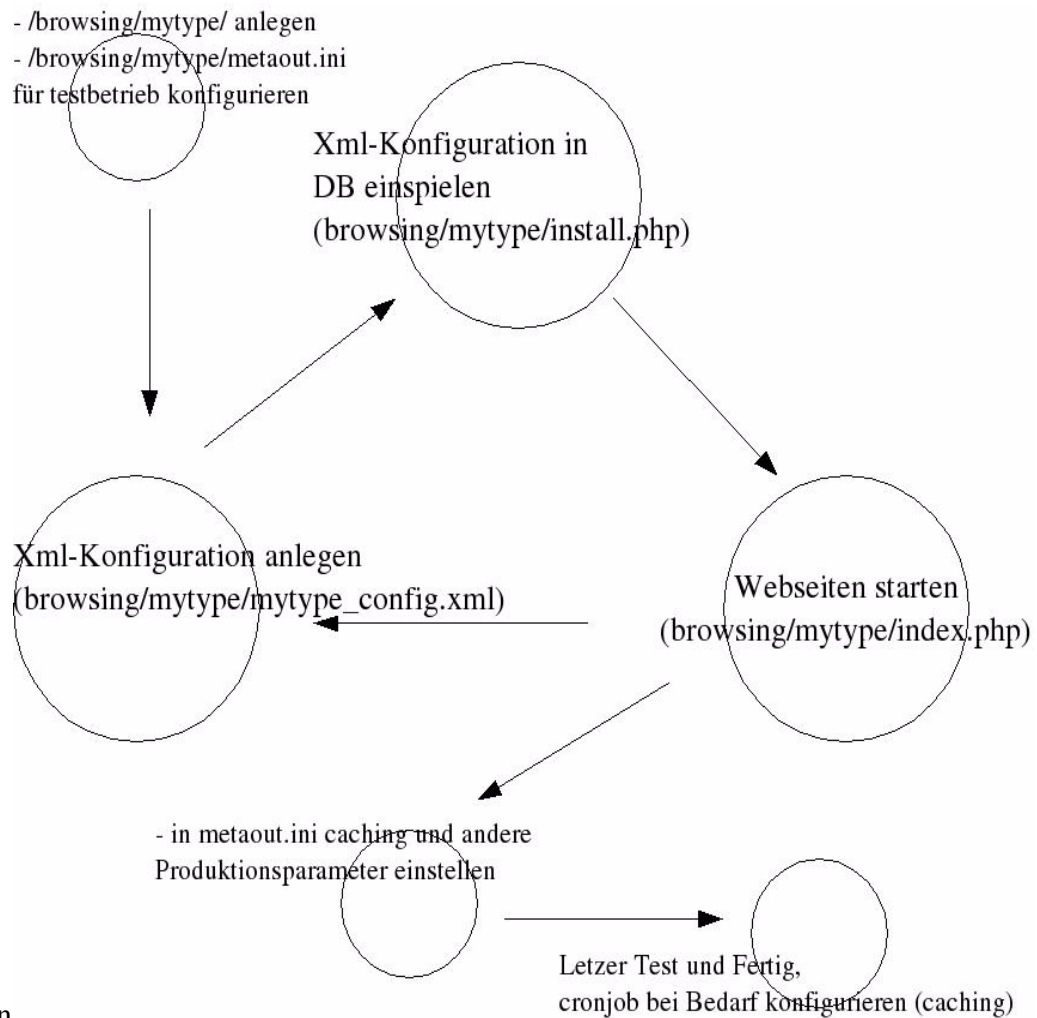 - /browsing/mytype/ anlegen
- /browsing/mytype/metaout.ini
für testbetrieb konfigurieren
Xml-Konfiguration in
DB einspielen
(browsing/mytype/install.php)
Xml-Konfiguration anlegen
(browsing/mytype/mytype_config.xml)
Webseiten starten
(browsing/mytype/index.php)
- in metaout.ini caching und andere
Produktionsparameter einstellen
Letzer Test und Fertig,
cronjob bei Bedarf konfigurieren (caching)